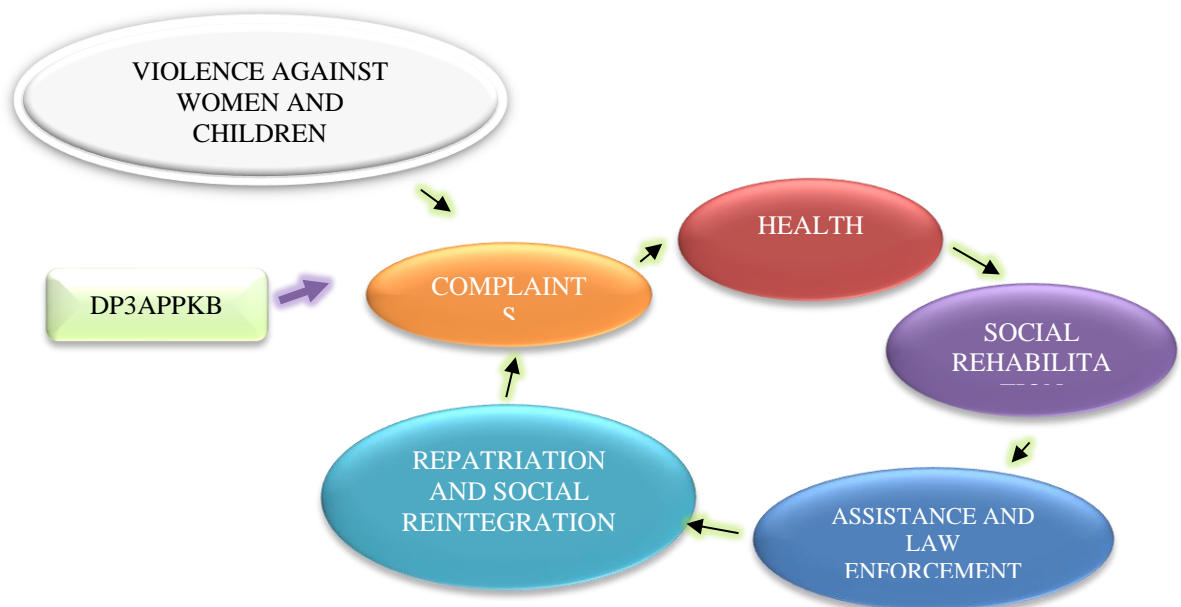 VIOLENCE AGAINST
WOMEN AND
CHILDREN
HEALTH
COMPLAINT
S
DP3APPKB
SOCIAL
REHABILITA
REPATRIATION
AND SOCIAL
REINTEGRATION
ASSISTANCE AND
LAW
ENFORCEMENT